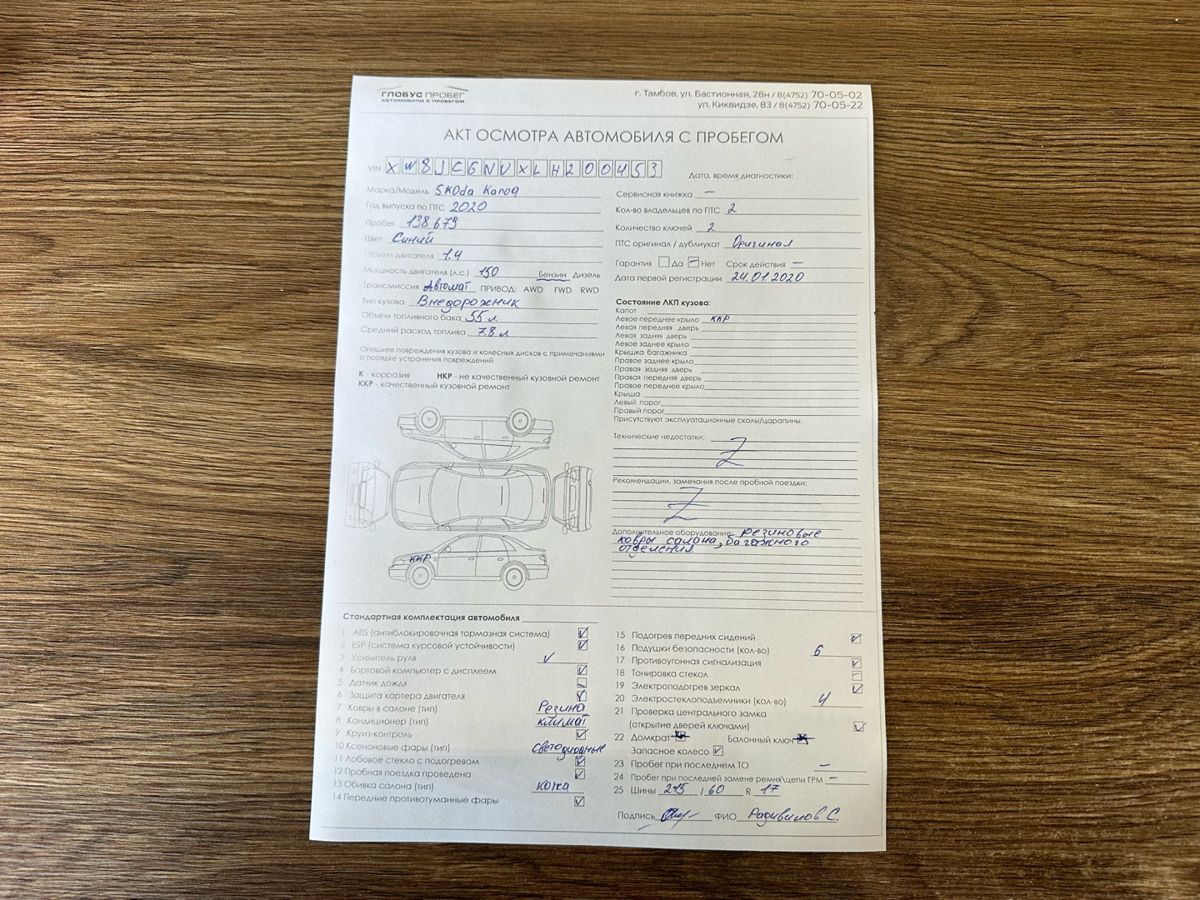 ГЛОБУС ПРОБЕГ
АВТОМОБИЛИ С ПРОБЕГОМ
г. Тамбов, ул. Бастионная, 28н / 8(4752) 70-05-02
ул. Киквидзе, 83 / 8(4752) 70-05-22
АКТ ОСМОТРА АВТОМОБИЛЯ С ПРОБЕГОМ
VIN XW8JC6NVXLH200453
Марка/Модель SKOda Karoq
Год выпуска по ПТС 2020
Пробег 138 679
Цвет Синий
Объем двигателя 1.4
Мощность двигателя (л.с.) 150 Бензин Дизель
Трансмиссия Автомат ПРИВОД: AWD FWD RWD
Тип кузова Внедорожник
Объем топливного бака 55 л
Средний расход топлива 7.8 л
Опишите повреждения кузова и колесных дисков с примечаниями
о порядке устранения повреждений
К - коррозия НКР - не качественный кузовной ремонт
ККР - качественный кузовной ремонт
ККР
Дата, время диагностики:
Сервисная книжка —
Кол-во владельцев по ПТС 2
Количество ключей 2
ПТС оригинал / дубликат Оригинал
Гарантия Да Нет Срок действия —
Дата первой регистрации 24.01.2020
Состояние ЛКП кузова:
Капот
Левое переднее крыло ККР
Левая передняя дверь
Левая задняя дверь
Левое заднее крыло
Крышка багажника
Правое заднее крыло
Правая задняя дверь
Правая передняя дверь
Правое переднее крыло
Крыша
Левый порог
Правый порог
Присутствуют эксплуатационные сколы/царапины.
Технические недостатки: Z
Рекомендации, замечания после пробной поездки:
Z
Дополнительное оборудование: резиновые
ковры салона, багажного
отделения
Стандартная комплектация автомобиля
1 ABS (антиблокировочная тормозная система)
2 ESP (система курсовой устойчивости)
3 Усилитель руля
4 Бортовой компьютер с дисплеем
5 Датчик дождя
6 Защита картера двигателя
7 Ковры в салоне (тип) Резина
8 Кондиционер (тип) климат
9 Круиз-контроль
10 Ксеноновые фары (тип) светодиодные
11 Лобовое стекло с подогревом
12 Пробная поездка проведена
13 Обивка салона (тип) кожа
14 Передние противотуманные фары
15 Подогрев передних сидений
16 Подушки безопасности (кол-во) 6
17 Противоугонная сигнализация
18 Тонировка стекол
19 Электроподогрев зеркал
20 Электростеклоподъемники (кол-во) 4
21 Проверка центрального замка
(открытие дверей ключами)
22 Домкрат Балонный ключ
Запасное колесо
23 Пробег при последнем ТО —
24 Пробег при последней замене ремня\цепи ГРМ —
25 Шины 215 / 60 R 17
Подпись ФИО Радивилов С.